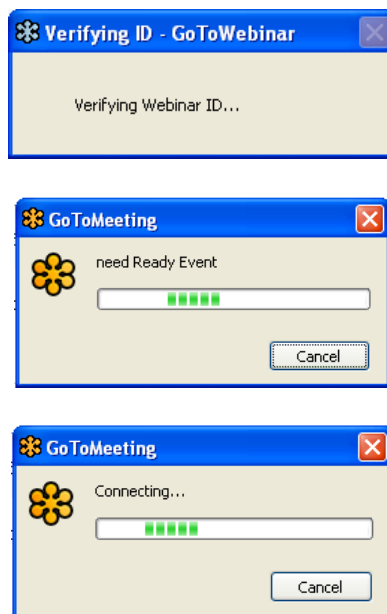 Verifying ID - GoToWebinar
Verifying Webinar ID...
GoToMeeting
need Ready Event
Cancel
GoToMeeting
Connecting...
Cancel